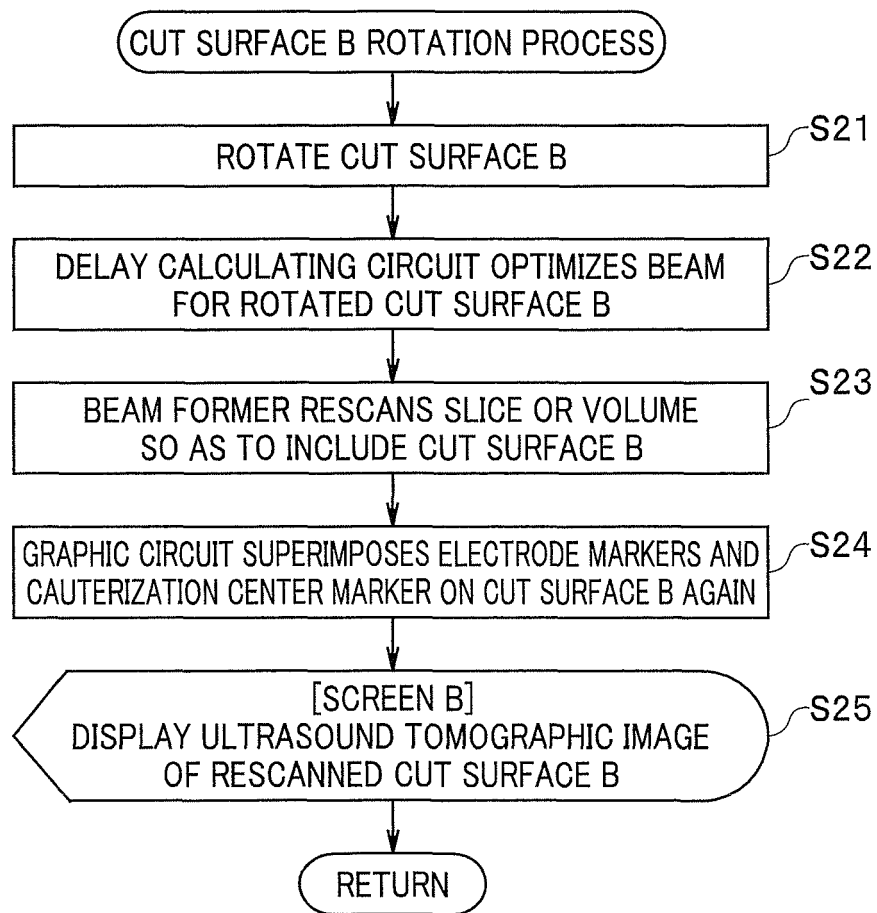 CUT SURFACE B ROTATION PROCESS
ROTATE CUT SURFACE B
S21
DELAY CALCULATING CIRCUIT OPTIMIZES BEAM
FOR ROTATED CUT SURFACE B
S22
BEAM FORMER RESCANS SLICE OR VOLUME
SO AS TO INCLUDE CUT SURFACE B
S23
GRAPHIC CIRCUIT SUPERIMPOSES ELECTRODE MARKERS AND
CAUTERIZATION CENTER MARKER ON CUT SURFACE B AGAIN
S24
[SCREEN B]
DISPLAY ULTRASOUND TOMOGRAPHIC IMAGE
OF RESCANNED CUT SURFACE B
S25
RETURN